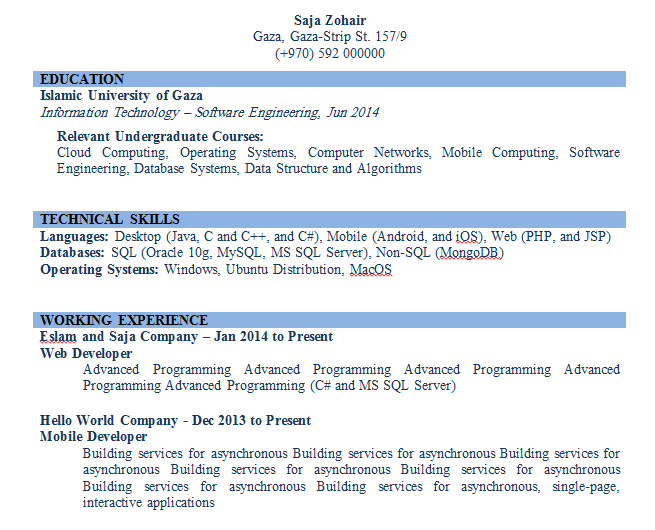 Saja Zohair
Gaza, Gaza-Strip St. 157/9
(+970) 592 000000
EDUCATION
Islamic University of Gaza
Information Technology – Software Engineering, Jun 2014
Relevant Undergraduate Courses:
Cloud Computing, Operating Systems, Computer Networks, Mobile Computing, Software
Engineering, Database Systems, Data Structure and Algorithms
TECHNICAL SKILLS
Languages: Desktop (Java, C and C++, and C#), Mobile (Android, and iOS), Web (PHP, and JSP)
Databases: SQL (Oracle 10g, MySQL, MS SQL Server), Non-SQL (MongoDB)
Operating Systems: Windows, Ubuntu Distribution, MacOS
WORKING EXPERIENCE
Eslam and Saja Company – Jan 2014 to Present
Web Developer
Advanced Programming Advanced Programming Advanced Programming Advanced
Programming Advanced Programming (C# and MS SQL Server)
Hello World Company - Dec 2013 to Present
Mobile Developer
Building services for asynchronous Building services for asynchronous Building services for
asynchronous Building services for asynchronous Building services for asynchronous
Building services for asynchronous Building services for asynchronous, single-page,
interactive applications